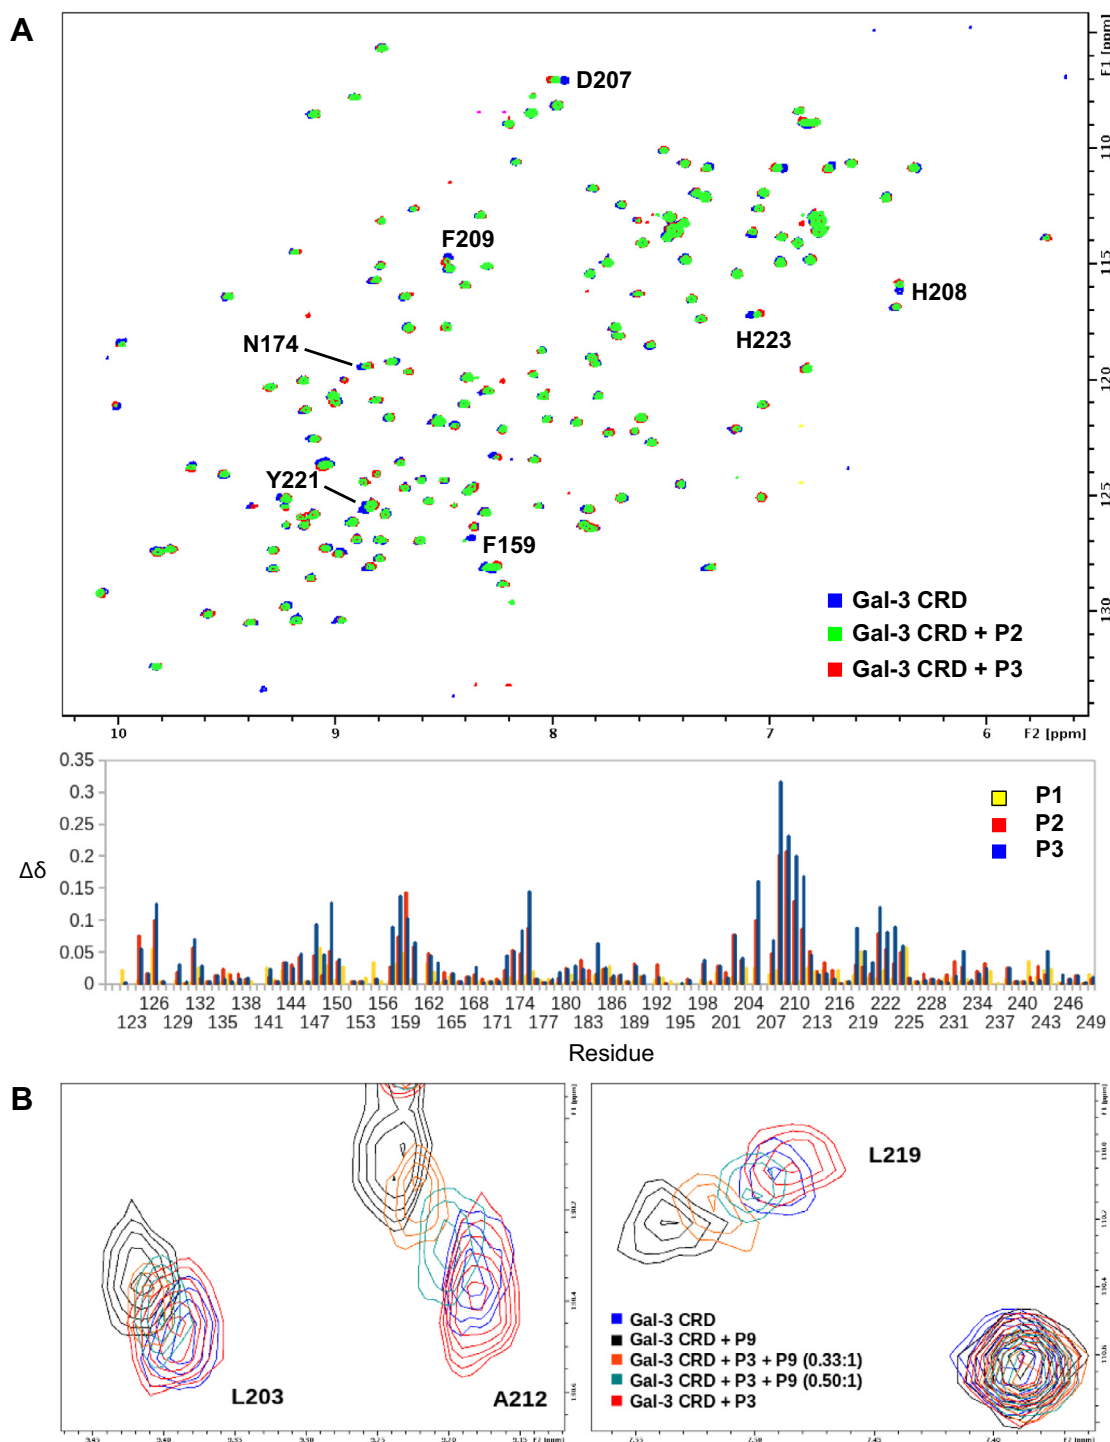 A
D207
F209
H208
H223
N174
Y221
F159
Gal-3 CRD
Gal-3 CRD + P2
Gal-3 CRD + P3
F1 [ppm]
110
115
120
125
130
10 9 8 7 6 F2 [ppm]
0.35
0.3
0.25
0.2
0.15
0.1
0.05
0
Δδ
P1
P2
P3
126 132 138 144 150 156 162 168 174 180 186 192 198 204 210 216 222 228 234 240 246
123 129 135 141 147 153 159 165 171 177 183 189 195 201 207 213 219 225 231 237 243 249
Residue
B
L203
A212
L219
Gal-3 CRD
Gal-3 CRD + P9
Gal-3 CRD + P3 + P9 (0.33:1)
Gal-3 CRD + P3 + P9 (0.50:1)
Gal-3 CRD + P3